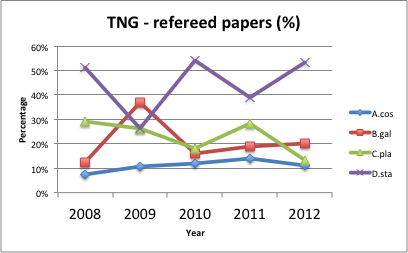 TNG - refereed papers (%)
60%
50%
40%
30%
20%
10%
0%
Percentage
2008 2009 2010 2011 2012
Year
A.cos
B.gal
C.pla
D.sta